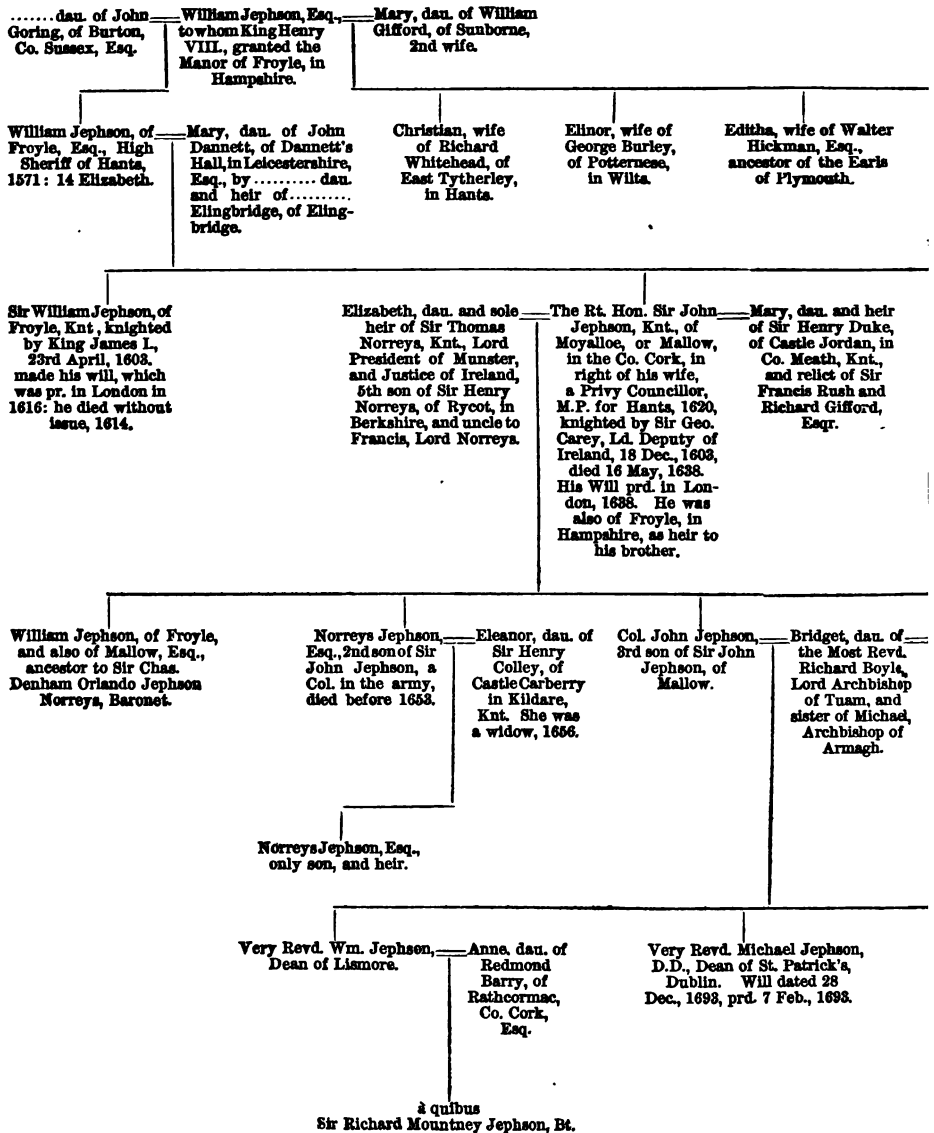 ....... dau. of John
Goring, of Burton,
Co. Sussex, Esq.
William Jephson, Esq.,
to whom King Henry
VIII., granted the
Manor of Froyle, in
Hampshire.
Mary, dau. of William
Gifford, of Sunborne,
2nd wife.
William Jephson, of
Froyle, Esq., High
Sheriff of Hants,
1571: 14 Elizabeth.
Mary, dau. of John
Dannett, of Dannett's
Hall, in Leicestershire,
Esq., by .......... dau.
and heir of .........
Elingbridge, of Eling-
bridge.
Christian, wife
of Richard
Whitehead, of
East Tytherley,
in Hants.
Elinor, wife of
George Burley,
of Potternese,
in Wilts.
Editha, wife of Walter
Hickman, Esq.,
ancestor of the Earls
of Plymouth.
Sir William Jephson, of
Froyle, Knt, knighted
by King James I.,
23rd April, 1603.
made his will, which
was pr. in London in
1616: he died without
issue, 1614.
Elizabeth, dau. and sole
heir of Sir Thomas
Norreys, Knt., Lord
President of Munster,
and Justice of Ireland,
5th son of Sir Henry
Norreys, of Rycot, in
Berkshire, and uncle to
Francis, Lord Norreys.
The Rt. Hon. Sir John
Jephson, Knt., of
Moyalloe, or Mallow,
in the Co. Cork, in
right of his wife,
a Privy Councillor,
M.P. for Hants, 1620,
knighted by Sir Geo.
Carey, Ld. Deputy of
Ireland, 18 Dec., 1603,
died 16 May, 1638.
His Will prd. in Lon-
don, 1638. He was
also of Froyle, in
Hampshire, as heir to
his brother.
Mary, dau. and heir
of Sir Henry Duke,
of Castle Jordan, in
Co. Meath, Knt.,
and relict of Sir
Francis Rush and
Richard Gifford,
Esqr.
William Jephson, of Froyle,
and also of Mallow, Esq.,
ancestor to Sir Chas.
Denham Orlando Jephson
Norreys, Baronet.
Norreys Jephson,
Esq., 2nd son of Sir
John Jephson, a
Col. in the army,
died before 1653.
Eleanor, dau. of
Sir Henry
Colley, of
Castle Carberry
in Kildare,
Knt. She was
a widow, 1656.
Col. John Jephson,
3rd son of Sir John
Jephson, of
Mallow.
Bridget, dau. of
the Most Revd.
Richard Boyle,
Lord Archbishop
of Tuam, and
sister of Michael,
Archbishop of
Armagh.
Norreys Jephson, Esq.,
only son, and heir.
Very Revd. Wm. Jephson,
Dean of Lismore.
Anne, dau. of
Redmond
Barry, of
Rathcormac,
Co. Cork,
Esq.
Very Revd. Michael Jephson,
D.D., Dean of St. Patrick's,
Dublin. Will dated 28
Dec., 1693, prd. 7 Feb., 1693.
à quibus
Sir Richard Mountney Jephson, Bt.